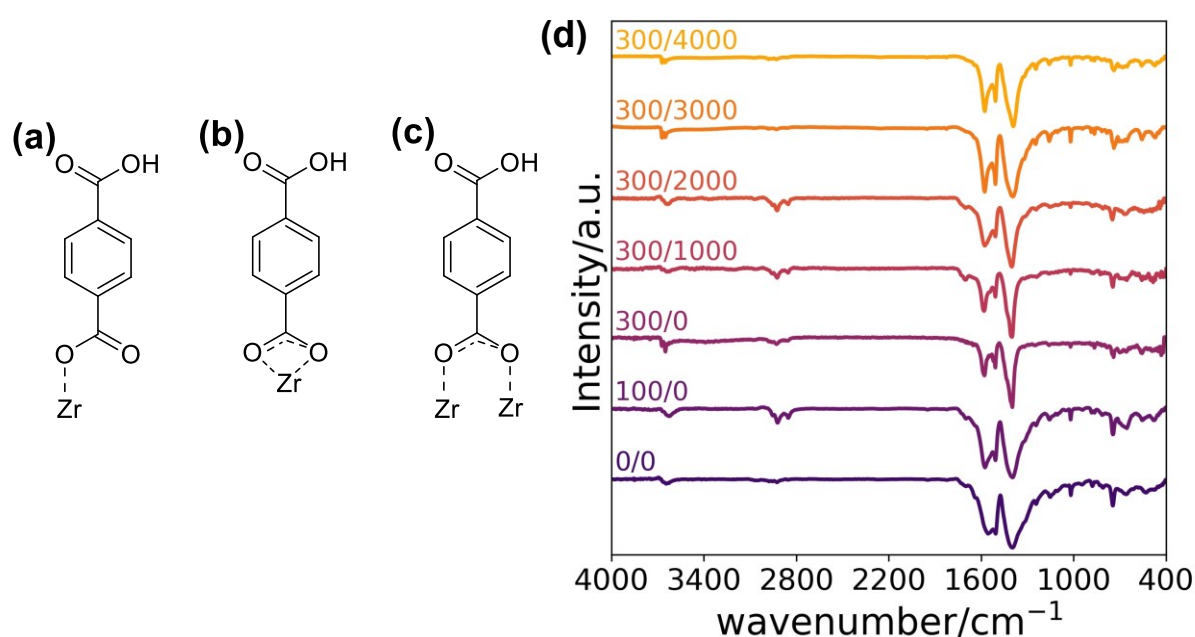 (a)
O
OH
O
O
Zr
(b)
O
OH
O
O
Zr
(c)
O
OH
O
O
Zr
Zr
(d)
300/4000
300/3000
300/2000
300/1000
300/0
100/0
0/0
Intensity/a.u.
4000 3400 2800 2200 1600 1000 400
wavenumber/cm⁻¹